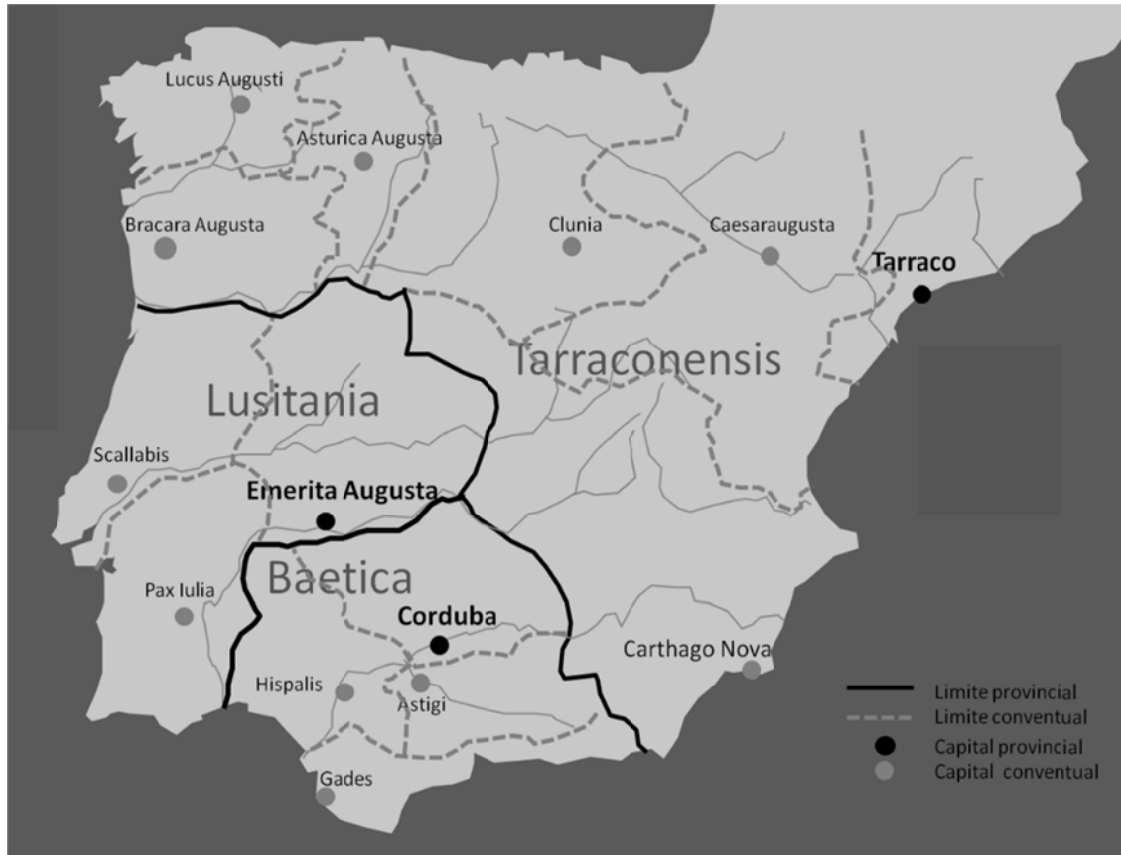 Lucus Augusti
Asturica Augusta
Bracara Augusta
Clunia
Caesaraugusta
Tarraco
Tarraconensis
Lusitania
Scallabis
Emerita Augusta
Baetica
Pax Iulia
Corduba
Carthago Nova
Hispalis
Astigi
Gades
Limite provincial
Limite conventual
Capital provincial
Capital conventual